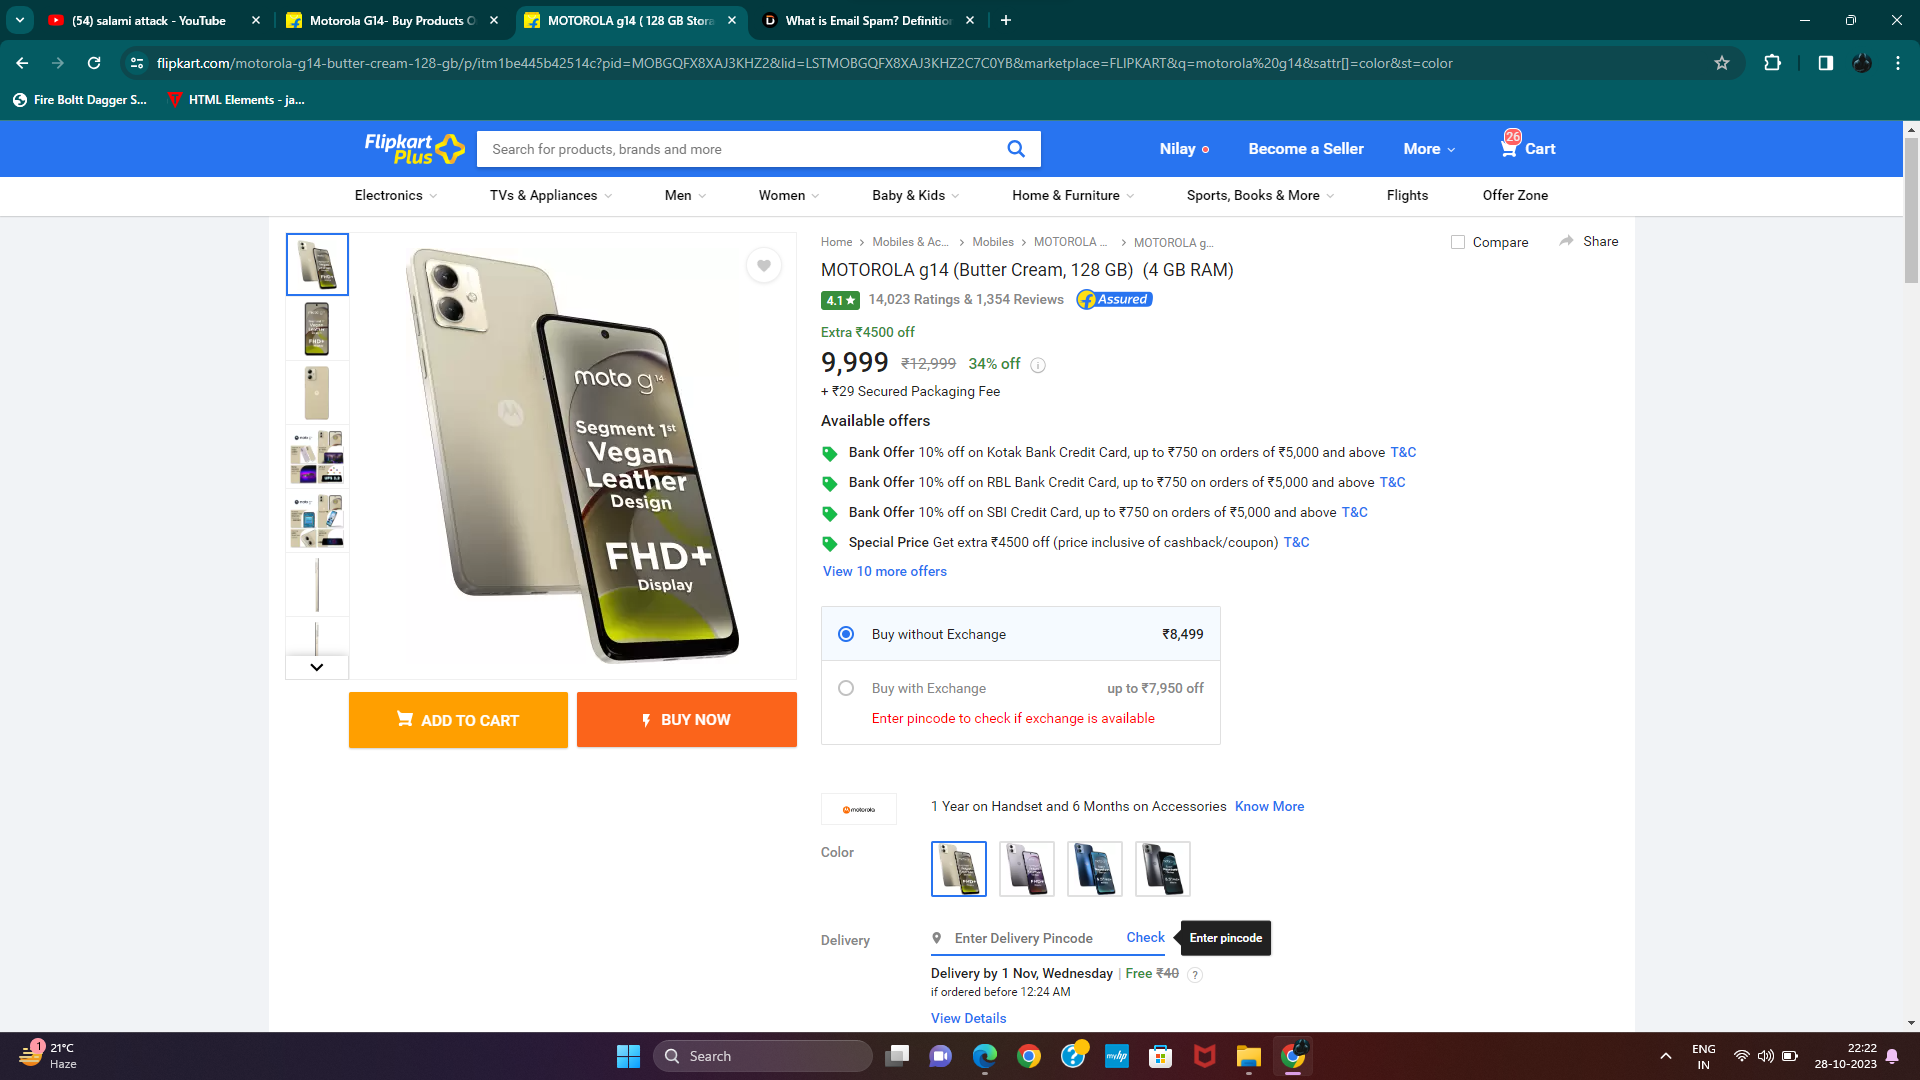 (54) salami attack - YouTube
Motorola G14- Buy Products O
MOTOROLA g14 ( 128 GB Stora
What is Email Spam? Definition
flipkart.com/motorola-g14-butter-cream-128-gb/p/itm1be445b42514c?pid=MOBGQFX8XAJ3KHZ2&lid=LSTMOBGQFX8XAJ3KHZ2C7C0YB&marketplace=FLIPKART&q=motorola%20g14&sattr[]=color&st=color
Fire Boltt Dagger S...
HTML Elements - ja...
Flipkart
Plus
Search for products, brands and more
Nilay
Become a Seller
More
26
Cart
Electronics
TVs & Appliances
Men
Women
Baby & Kids
Home & Furniture
Sports, Books & More
Flights
Offer Zone
Home
Mobiles & Ac...
Mobiles
MOTOROLA ...
MOTOROLA g...
Compare
Share
MOTOROLA g14 (Butter Cream, 128 GB) (4 GB RAM)
4.1★
14,023 Ratings & 1,354 Reviews
Assured
Extra ₹4500 off
9,999 ₹12,999 34% off
+ ₹29 Secured Packaging Fee
moto g14
Segment 1st
Vegan
Leather
Design
FHD+
Display
Available offers
Bank Offer 10% off on Kotak Bank Credit Card, up to ₹750 on orders of ₹5,000 and above T&C
Bank Offer 10% off on RBL Bank Credit Card, up to ₹750 on orders of ₹5,000 and above T&C
Bank Offer 10% off on SBI Credit Card, up to ₹750 on orders of ₹5,000 and above T&C
Special Price Get extra ₹4500 off (price inclusive of cashback/coupon) T&C
View 10 more offers
Buy without Exchange
₹8,499
Buy with Exchange
up to ₹7,950 off
Enter pincode to check if exchange is available
ADD TO CART
BUY NOW
motorola
1 Year on Handset and 6 Months on Accessories Know More
Color
Delivery
Enter Delivery Pincode
Check
Enter pincode
Delivery by 1 Nov, Wednesday | Free ₹40 ?
if ordered before 12:24 AM
View Details
1
21°C
Haze
Search
myhp
ENG
IN
22:22
28-10-2023